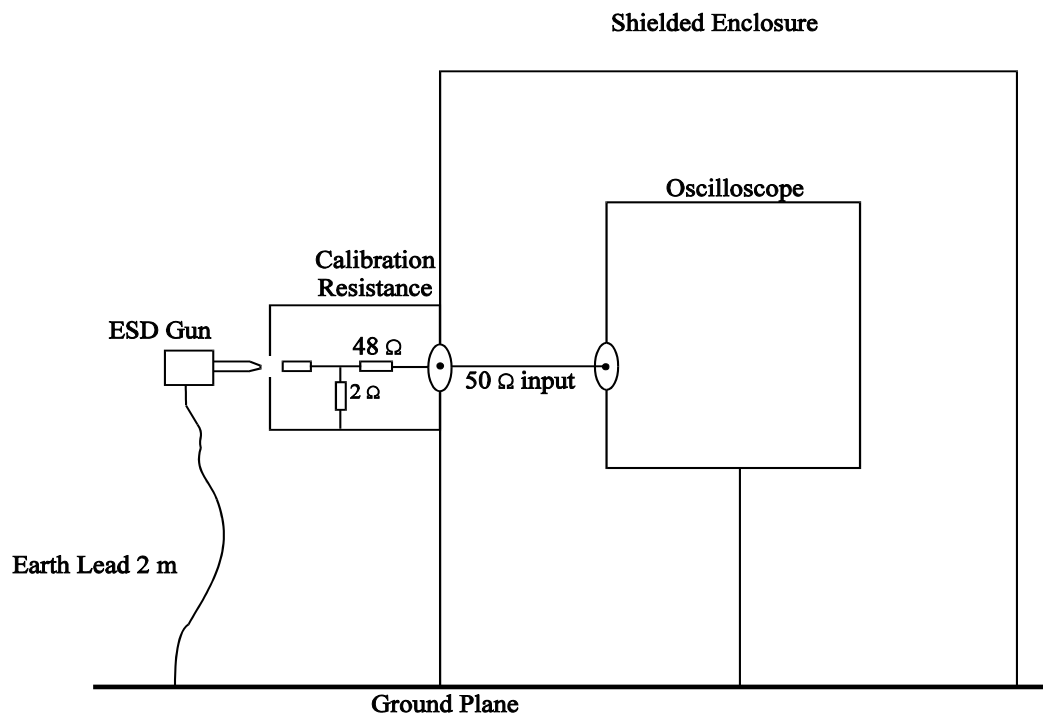 Shielded Enclosure
Oscilloscope
Calibration
Resistance
ESD Gun
48 Ω
50 Ω input
2 Ω
Earth Lead 2 m
Ground Plane